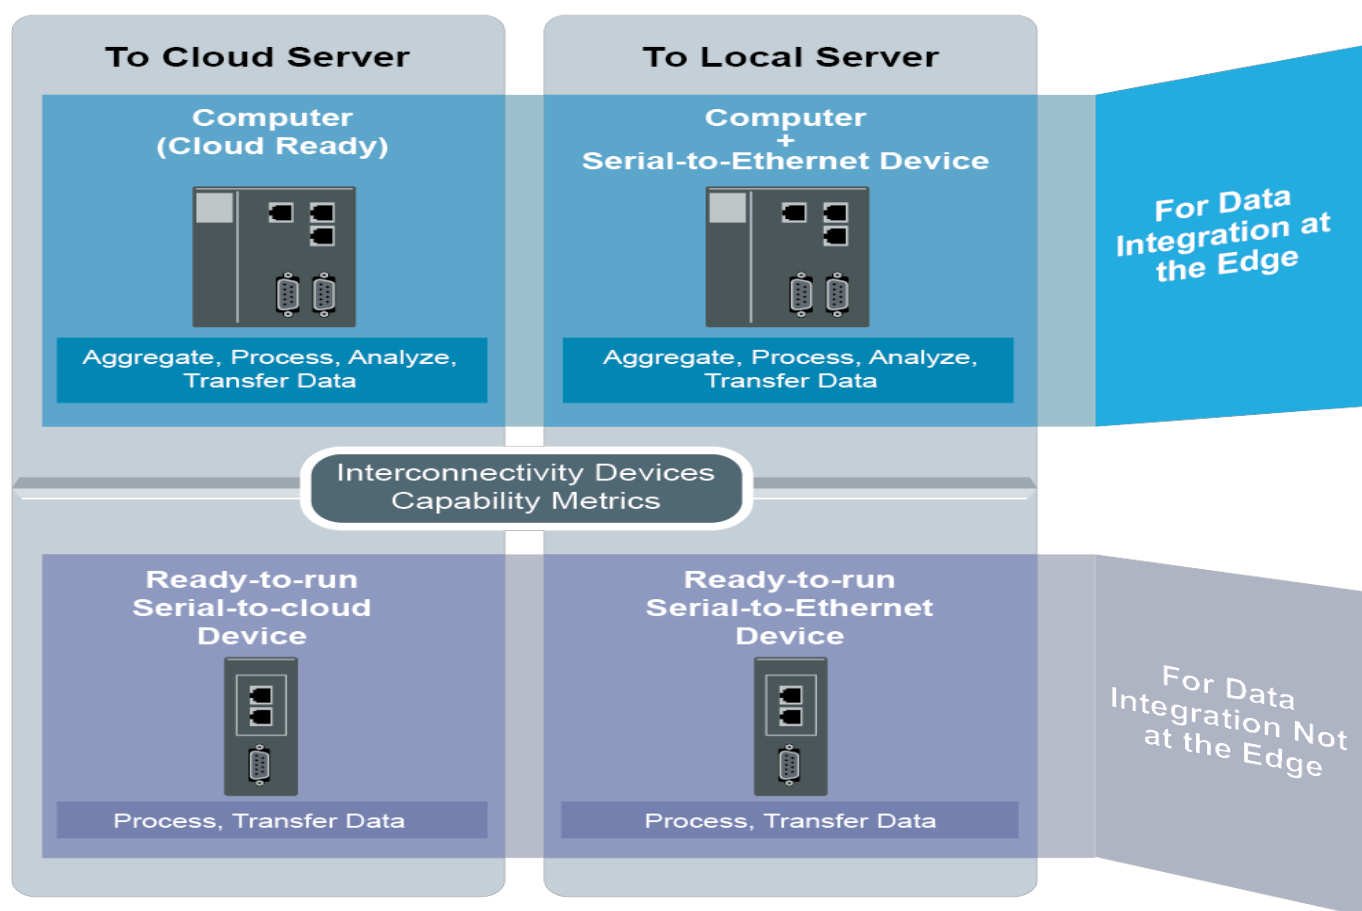 To Cloud Server
To Local Server
Computer
(Cloud Ready)
Computer
+
Serial-to-Ethernet Device
For Data
Integration at
the Edge
Aggregate, Process, Analyze,
Transfer Data
Aggregate, Process, Analyze,
Transfer Data
Interconnectivity Devices
Capability Metrics
Ready-to-run
Serial-to-cloud
Device
Ready-to-run
Serial-to-Ethernet
Device
For Data
Integration Not
at the Edge
Process, Transfer Data
Process, Transfer Data